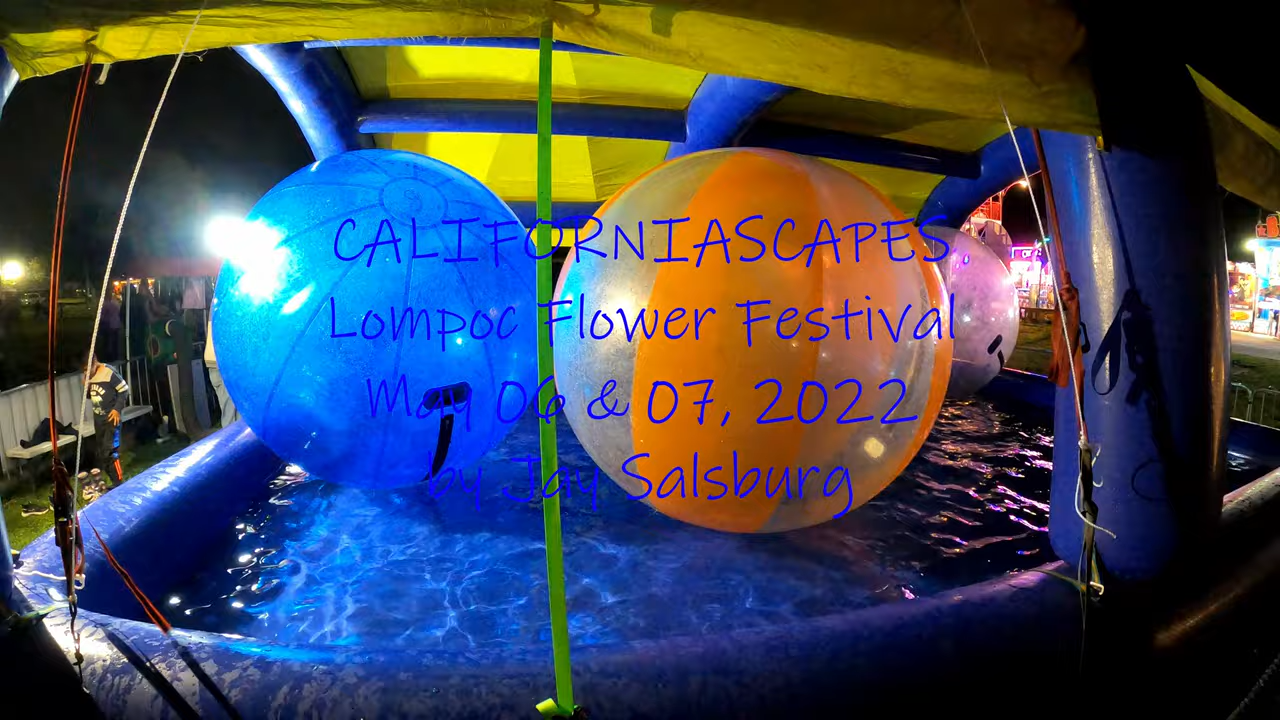 CALIFORNIASCAPES
Lompoc Flower Festival
May 06 & 07, 2022
by Jay Salsburg